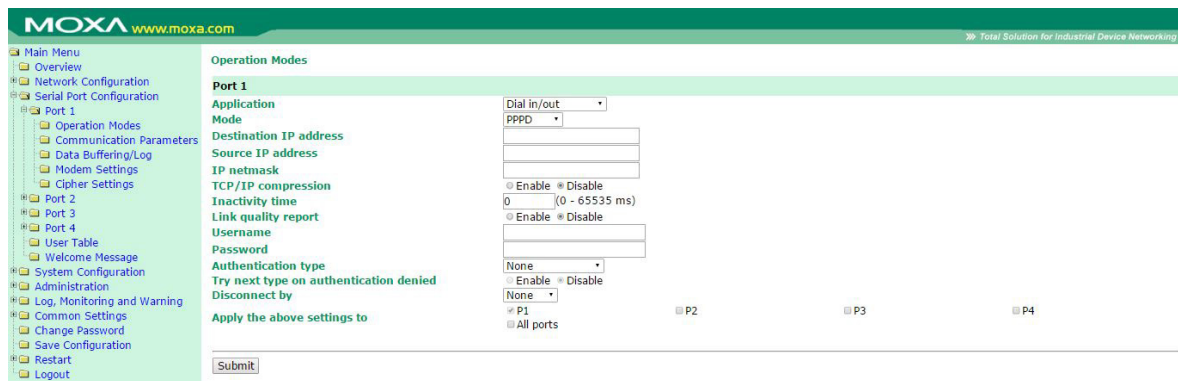 MOXA www.moxa.com
Total Solution for Industrial Device Networking
Main Menu
Overview
Network Configuration
Serial Port Configuration
Port 1
Operation Modes
Communication Parameters
Data Buffering/Log
Modem Settings
Cipher Settings
Port 2
Port 3
Port 4
User Table
Welcome Message
System Configuration
Administration
Log, Monitoring and Warning
Common Settings
Change Password
Save Configuration
Restart
Logout
Operation Modes
Port 1
Application Dial in/out
Mode PPPD
Destination IP address
Source IP address
IP netmask
TCP/IP compression Enable Disable
Inactivity time 0 (0 - 65535 ms)
Link quality report Enable Disable
Username
Password
Authentication type None
Try next type on authentication denied Enable Disable
Disconnect by None
Apply the above settings to P1 P2 P3 P4
All ports
Submit